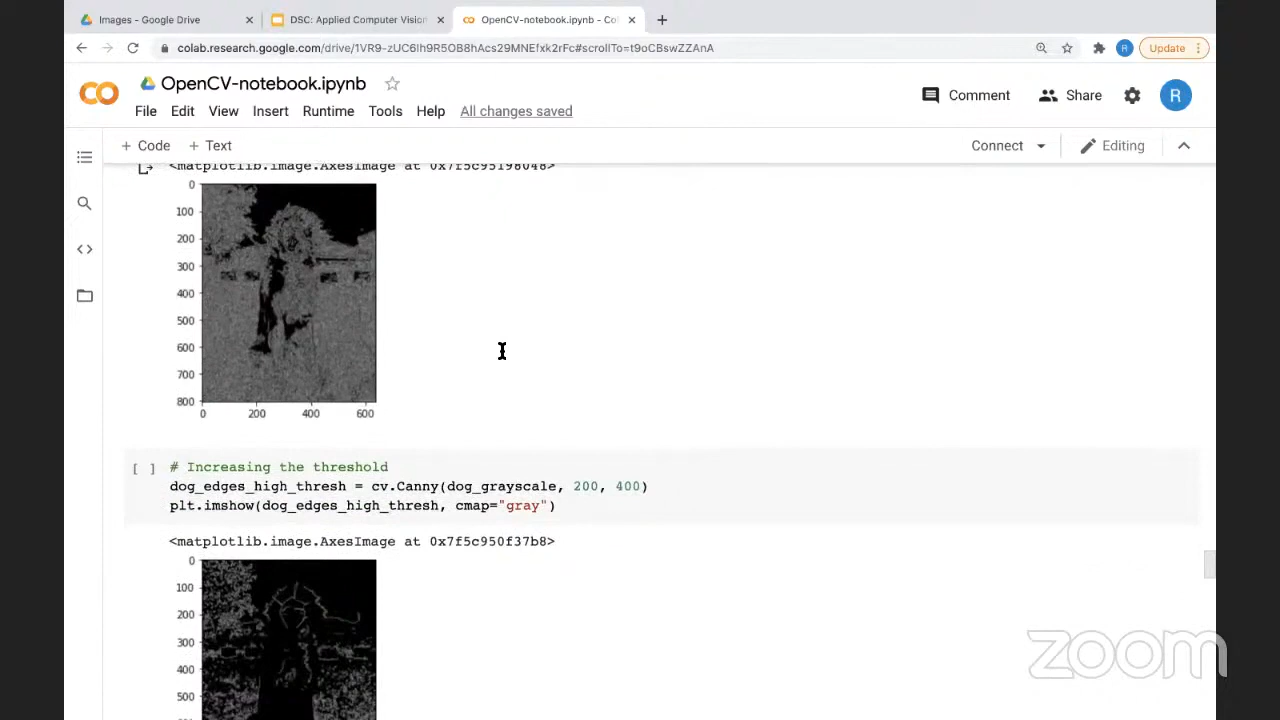 Images - Google Drive
DSC: Applied Computer Vision
OpenCV-notebook.ipynb - Co
colab.research.google.com/drive/1VR9-zUC6lh9R5OB8hAcs29MNEfxk2rFc#scrollTo=t9oCBswZZAnA
R
Update
OpenCV-notebook.ipynb
Comment
Share
R
File Edit View Insert Runtime Tools Help All changes saved
+ Code + Text
Connect
Editing
<matplotlib.image.AxesImage at 0x7f5c95198048>
0
100
200
300
400
500
600
700
800
0 200 400 600
[ ] # Increasing the threshold
dog_edges_high_thresh = cv.Canny(dog_grayscale, 200, 400)
plt.imshow(dog_edges_high_thresh, cmap="gray")
<matplotlib.image.AxesImage at 0x7f5c950f37b8>
0
100
200
300
400
500
zoom